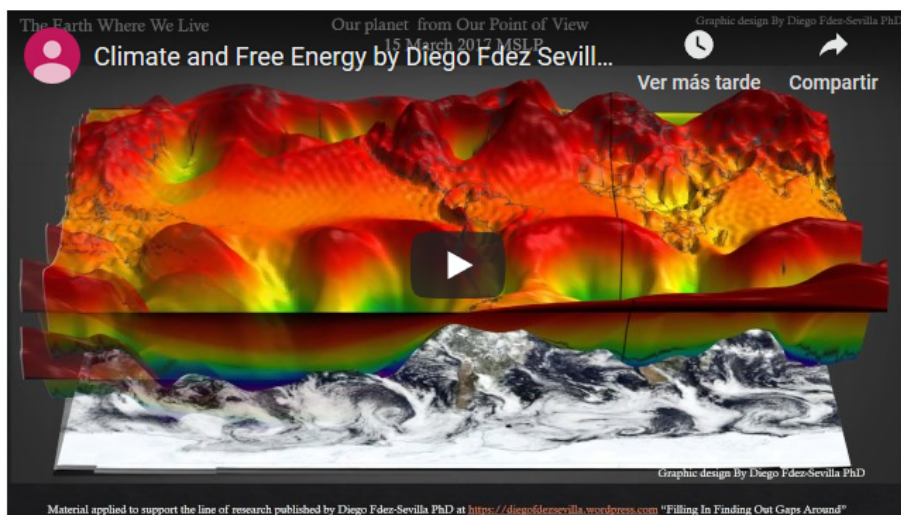 The Earth Where We Live
Our planet from Our Point of View
Graphic design By Diego Fdez-Sevilla PhD
15 March 2017 MSLP
Climate and Free Energy by Diego Fdez Sevill...
Ver más tarde
Compartir
Graphic design By Diego Fdez-Sevilla PhD
Material applied to support the line of research published by Diego Fdez-Sevilla PhD at https://diegofdezsevilla.wordpress.com “Filling In Finding Out Gaps Around”